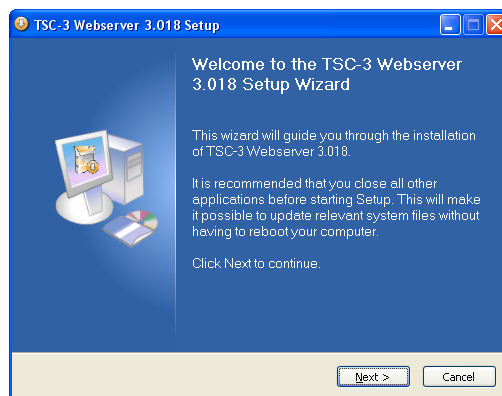 TSC-3 Webserver 3.018 Setup
Welcome to the TSC-3 Webserver
3.018 Setup Wizard
This wizard will guide you through the installation
of TSC-3 Webserver 3.018.
It is recommended that you close all other
applications before starting Setup. This will make
it possible to update relevant system files without
having to reboot your computer.
Click Next to continue.
Next >
Cancel